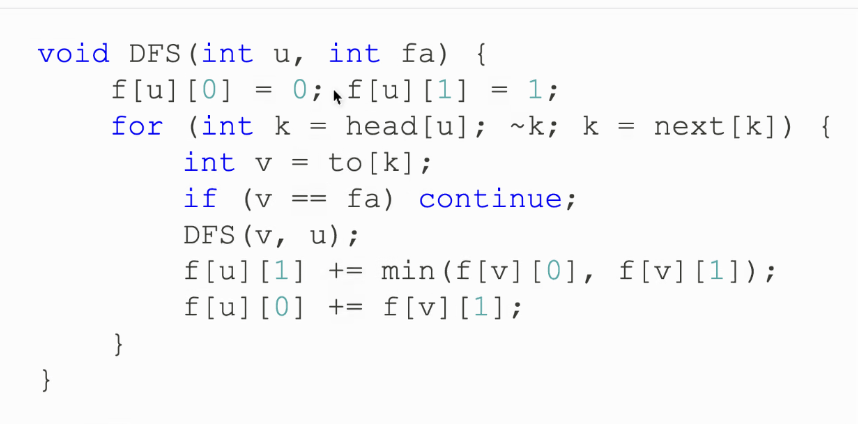 void DFS(int u, int fa) {
f[u][0] = 0; f[u][1] = 1;
for (int k = head[u]; ~k; k = next[k]) {
int v = to[k];
if (v == fa) continue;
DFS(v, u);
f[u][1] += min(f[v][0], f[v][1]);
f[u][0] += f[v][1];
}
}